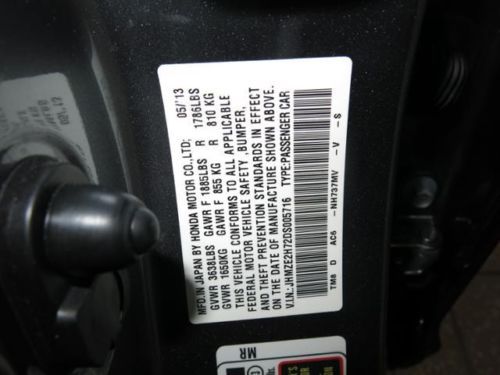 MFD.IN JAPAN BY HONDA MOTOR CO.,LTD; 05/'13
GVWR 3638LBS GAWR F 1885LBS R 1786LBS
GVWR 1650KG GAWR F 855 KG R 810 KG
THIS VEHICLE CONFORMS TO ALL APPLICABLE
FEDERAL MOTOR VEHICLE SAFETY ,BUMPER,
AND THEFT PREVENTION STANDARDS IN EFFECT
ON THE DATE OF MANUFACTURE SHOWN ABOVE.
V.I.N.: JHMZE2H72DS005716 TYPE:PASSENGER CAR
TM8 D AC6 -NH737MV -V -S
MR